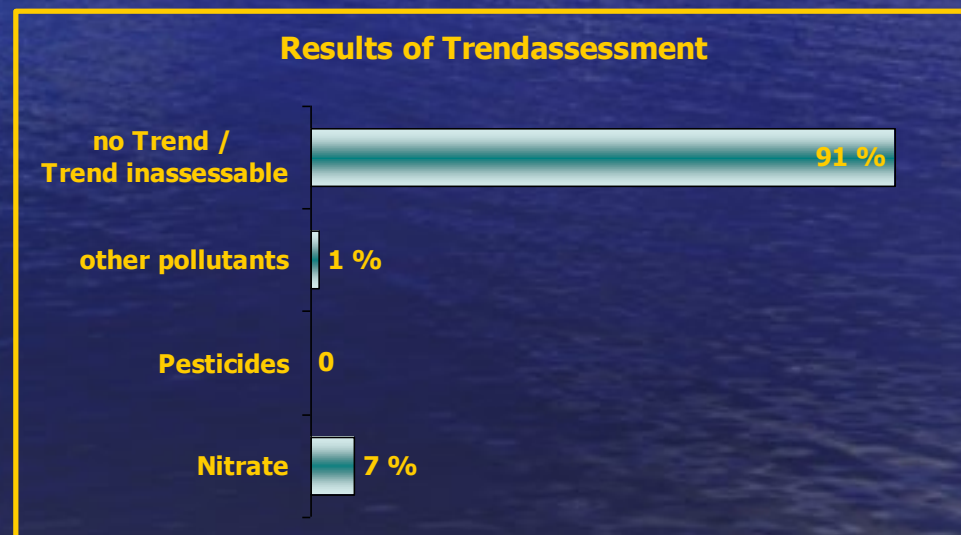 Results of Trendassessment
no Trend /
Trend inassessable
91 %
other pollutants
1 %
Pesticides
0
Nitrate
7 %